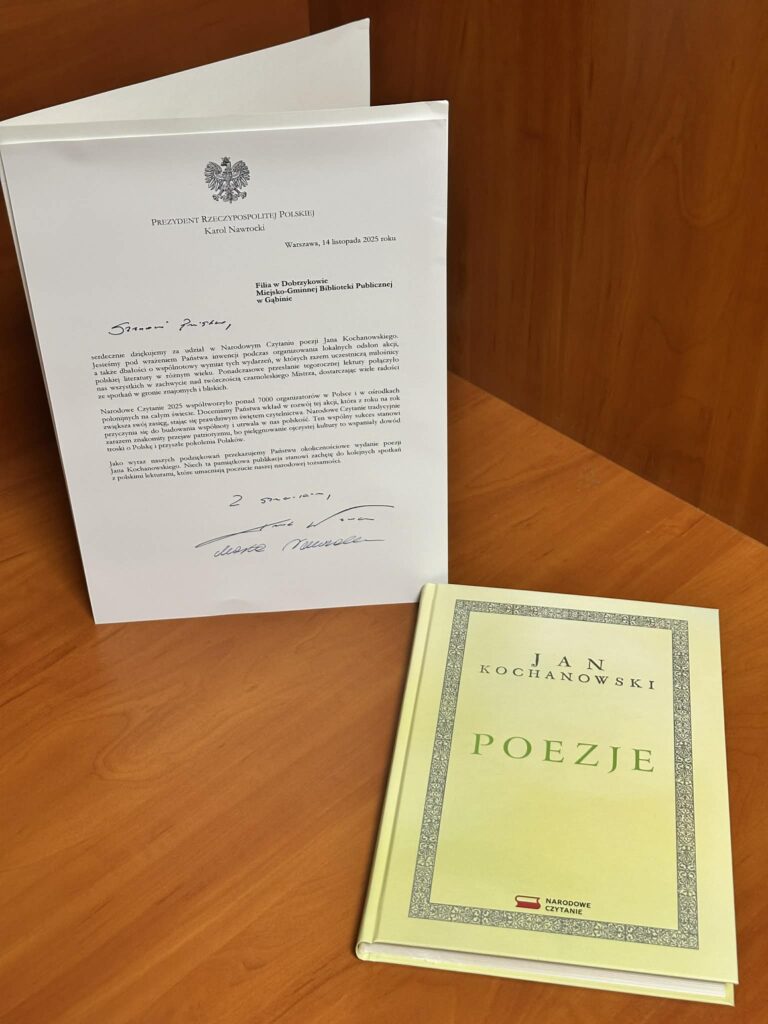 PREZYDENT RZECZYPOSPOLITEJ POLSKIEJ
Karol Nawrocki
Warszawa, 14 listopada 2025 roku
Filia w Dobrzykowie
Miejsko-Gminnej Biblioteki Publicznej
w Gąbinie
Szanowni Państwo,
serdecznie dziękujemy za udział w Narodowym Czytaniu poezji Jana Kochanowskiego.
Jesteśmy pod wrażeniem Państwa inwencji podczas organizowania lokalnych odsłon akcji,
a także dbałości o wspólnotowy wymiar tych wydarzeń, w których razem uczestniczą miłośnicy
polskiej literatury w różnym wieku. Ponadczasowe przesłanie tegorocznej lektury połączyło
nas wszystkich w zachwycie nad twórczością czarnoleskiego Mistrza, dostarczając wiele radości
ze spotkań w gronie znajomych i bliskich.
Narodowe Czytanie 2025 współtworzyło ponad 7000 organizatorów w Polsce i w ośrodkach
polonijnych na całym świecie. Doceniamy Państwa wkład w rozwój tej akcji, która z roku na rok
zwiększa swój zasięg, stając się prawdziwym świętem czytelnictwa. Narodowe Czytanie tradycyjnie
przyczynia się do budowania wspólnoty i utrwala w nas polskość. Ten wspólny sukces stanowi
zarazem znakomity przejaw patriotyzmu, bo pielęgnowanie ojczystej kultury to wspaniały dowód
troski o Polskę i przyszłe pokolenia Polaków.
Jako wyraz naszych podziękowań przekazujemy Państwu okolicznościowe wydanie poezji
Jana Kochanowskiego. Niech ta pamiątkowa publikacja stanowi zachętę do kolejnych spotkań
z polskimi lekturami, które umacniają poczucie naszej narodowej tożsamości.
Z szacunkiem,
JAN
KOCHANOWSKI
POEZJE
NARODOWE
CZYTANIE